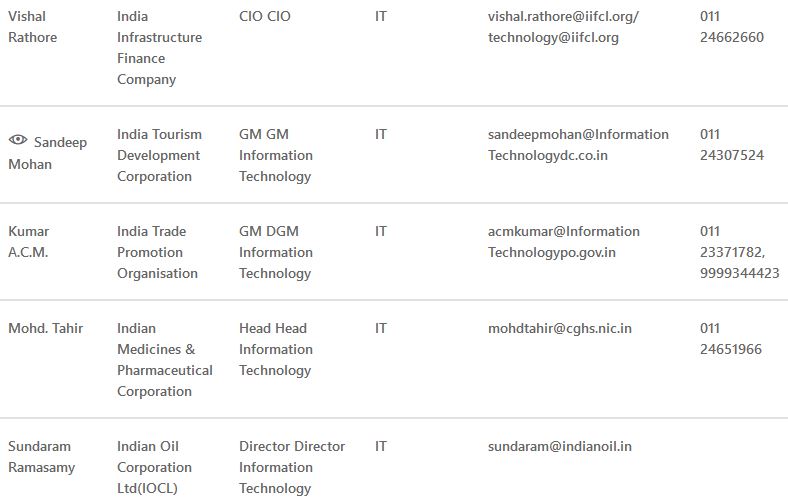 Vishal
Rathore
India
Infrastructure
Finance
Company
CIO CIO
IT
vishal.rathore@iifcl.org/
technology@iifcl.org
011
24662660
Sandeep
Mohan
India Tourism
Development
Corporation
GM GM
Information
Technology
IT
sandeepmohan@Information
Technologydc.co.in
011
24307524
Kumar
A.C.M.
India Trade
Promotion
Organisation
GM DGM
Information
Technology
IT
acmkumar@Information
Technologypo.gov.in
011
23371782,
9999344423
Mohd. Tahir
Indian
Medicines &
Pharmaceutical
Corporation
Head Head
Information
Technology
IT
mohdtahir@cghs.nic.in
011
24651966
Sundaram
Ramasamy
Indian Oil
Corporation
Ltd(IOCL)
Director Director
Information
Technology
IT
sundaram@indianoil.in